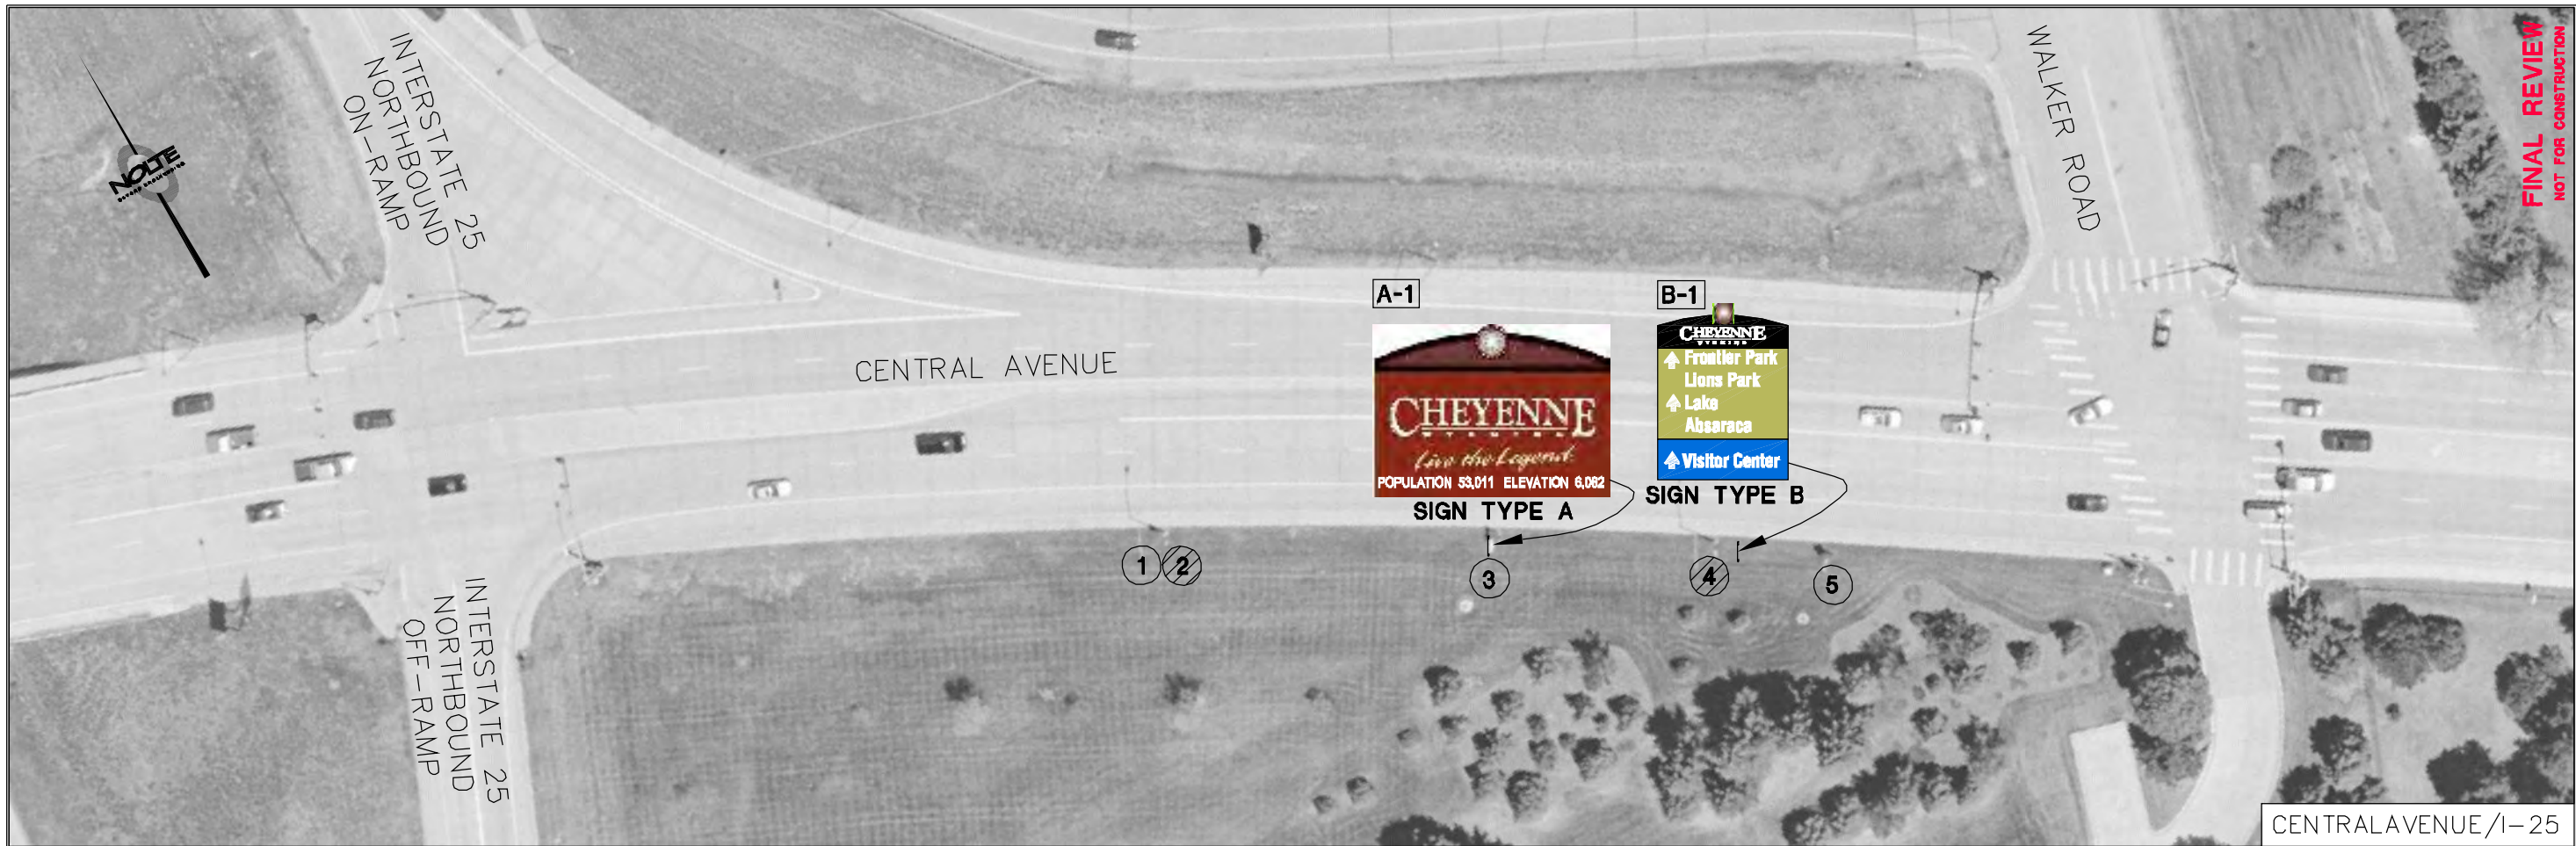 INTERSTATE 25
NORTHBOUND
ON-RAMP
WALKER ROAD
FINAL REVIEW
NOT FOR CONSTRUCTION
NOLTE
CENTRAL AVENUE
A-1
CHEYENNE
WYOMING
Live the Legend
POPULATION 53,011 ELEVATION 6,062
SIGN TYPE A
B-1
CHEYENNE
WYOMING
Frontier Park
Lions Park
Lake
Absaraca
Visitor Center
SIGN TYPE B
1
2
3
4
5
INTERSTATE 25
NORTHBOUND
OFF-RAMP
CENTRALAVENUE/I-25